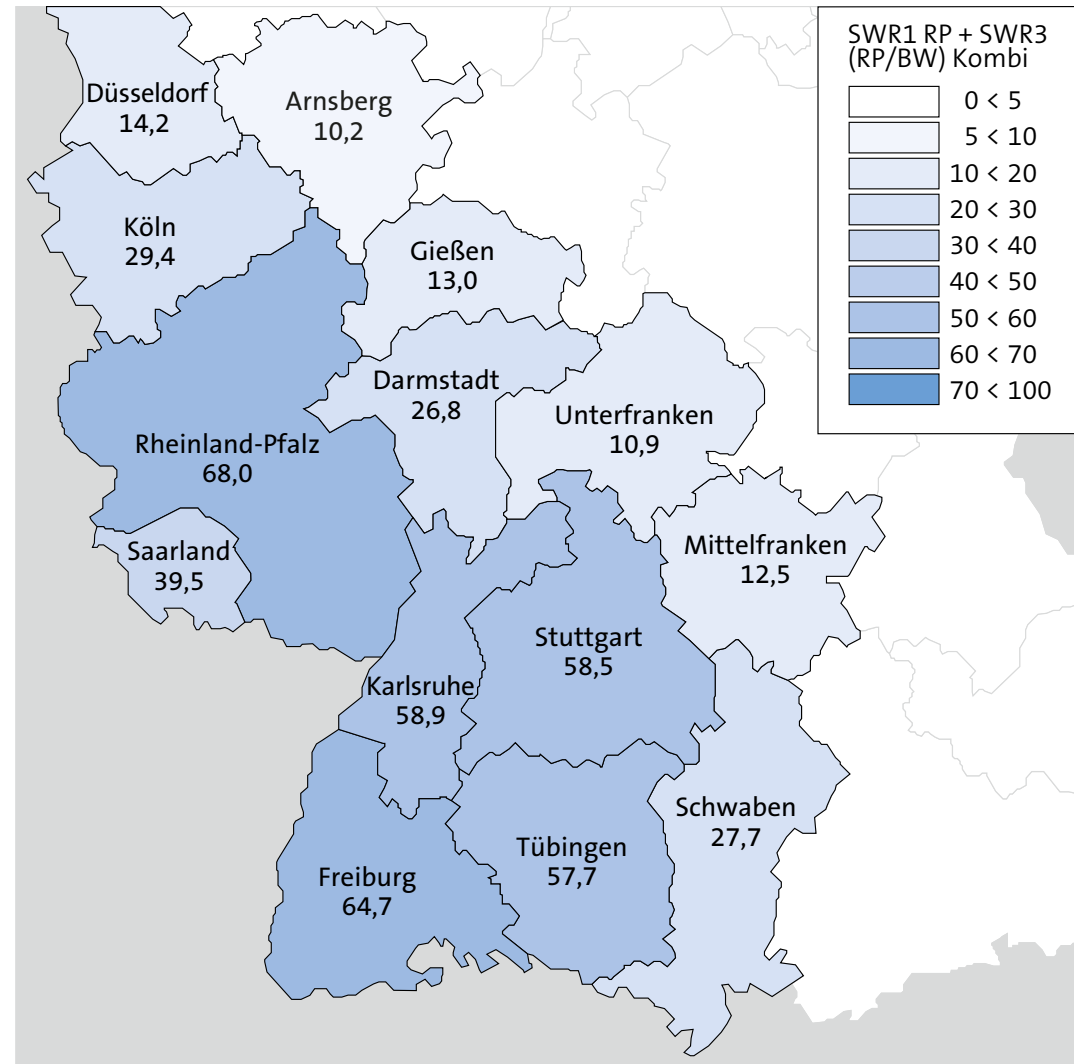 SWR1 RP + SWR3
(RP/BW) Kombi
0 < 5
5 < 10
10 < 20
20 < 30
30 < 40
40 < 50
50 < 60
60 < 70
70 < 100
Düsseldorf
14,2
Arnsberg
10,2
Köln
29,4
Gießen
13,0
Darmstadt
26,8
Unterfranken
10,9
Rheinland-Pfalz
68,0
Saarland
39,5
Mittelfranken
12,5
Stuttgart
58,5
Karlsruhe
58,9
Schwaben
27,7
Tübingen
57,7
Freiburg
64,7